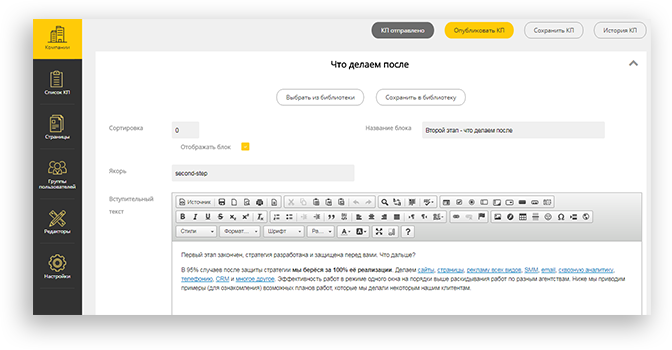 КП отправлено Опубликовать КП Сохранить КП История КП
Компании
Что делаем после
Список КП
Выбрать из библиотеки Сохранить в библиотеку
Сортировка 0 Название блока Второй этап - что делаем после
Страницы
Отображать блок
Якорь second-step
Группы
пользователей
Вступительный
текст
Источник
Редакторы
Стили Формат... Шрифт Ра...
Первый этап закончен, стратегия разработана и защищена перед вами. Что дальше?
Настройки
В 95% случаев после защиты стратегии мы берёся за 100% её реализации. Делаем сайты, страницы, рекламу всех видов, SMM, email, сквозную аналитику,
телефонию, CRM и многое другое. Эффективность работ в режиме одного окна на порядки выше раскидывания работ по разным агентствам. Ниже мы приводим
примеры (для ознакомления) возможных планов работ, которые мы делали некоторым нашим клиентам.